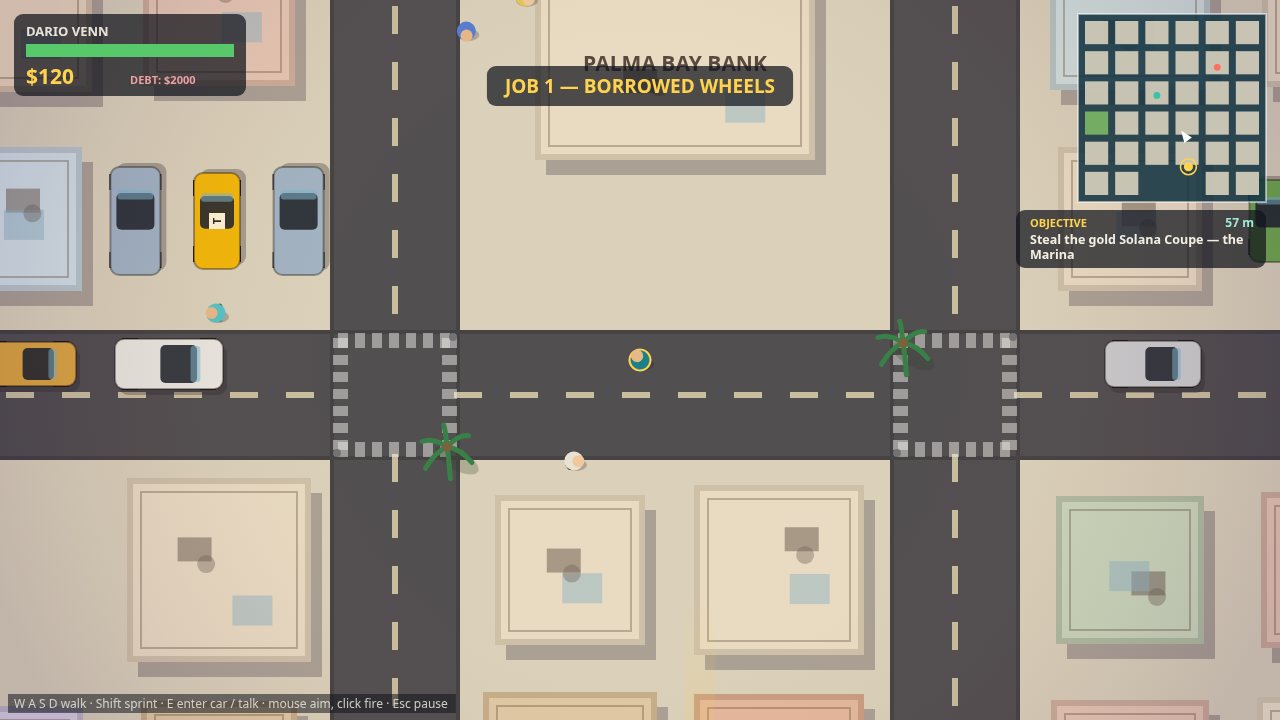 DARIO VENN
$120
DEBT: $2000
PALMA BAY BANK
JOB 1 — BORROWED WHEELS
T
OBJECTIVE
57 m
Steal the gold Solana Coupe — the
Marina
W A S D walk · Shift sprint · E enter car / talk · mouse aim, click fire · Esc pause